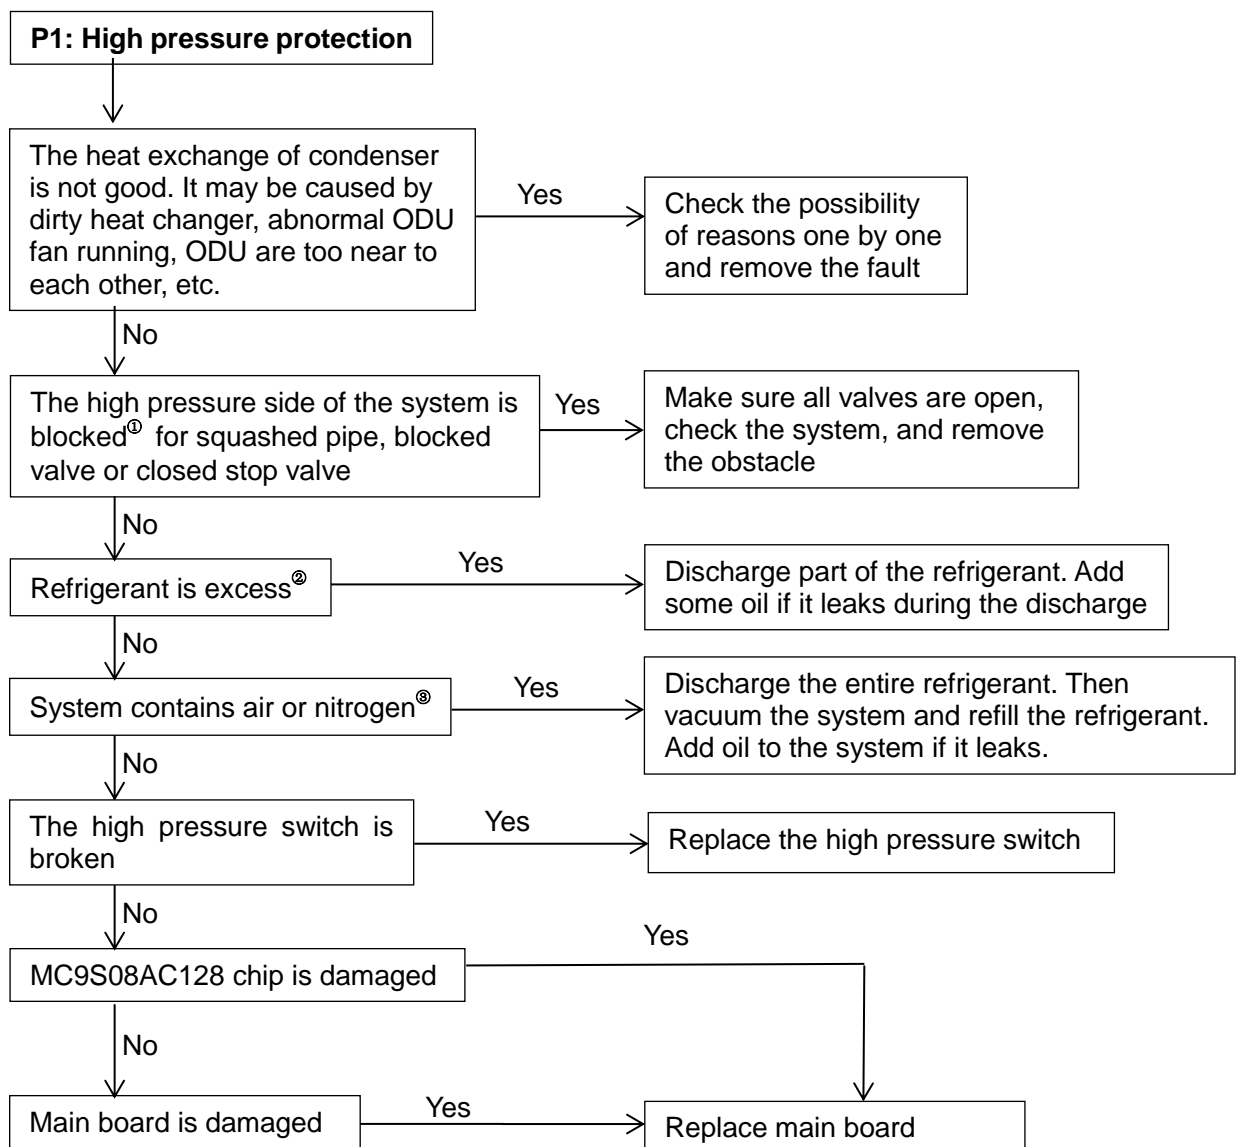 P1: High pressure protection
The heat exchange of condenser
is not good. It may be caused by
dirty heat changer, abnormal ODU
fan running, ODU are too near to
each other, etc.
Yes
Check the possibility
of reasons one by one
and remove the fault
No
The high pressure side of the system is
blocked① for squashed pipe, blocked
valve or closed stop valve
Yes
Make sure all valves are open,
check the system, and remove
the obstacle
No
Refrigerant is excess②
Yes
Discharge part of the refrigerant. Add
some oil if it leaks during the discharge
No
System contains air or nitrogen③
Yes
Discharge the entire refrigerant. Then
vacuum the system and refill the refrigerant.
Add oil to the system if it leaks.
No
The high pressure switch is
broken
Yes
Replace the high pressure switch
No
MC9S08AC128 chip is damaged
Yes
No
Main board is damaged
Yes
Replace main board